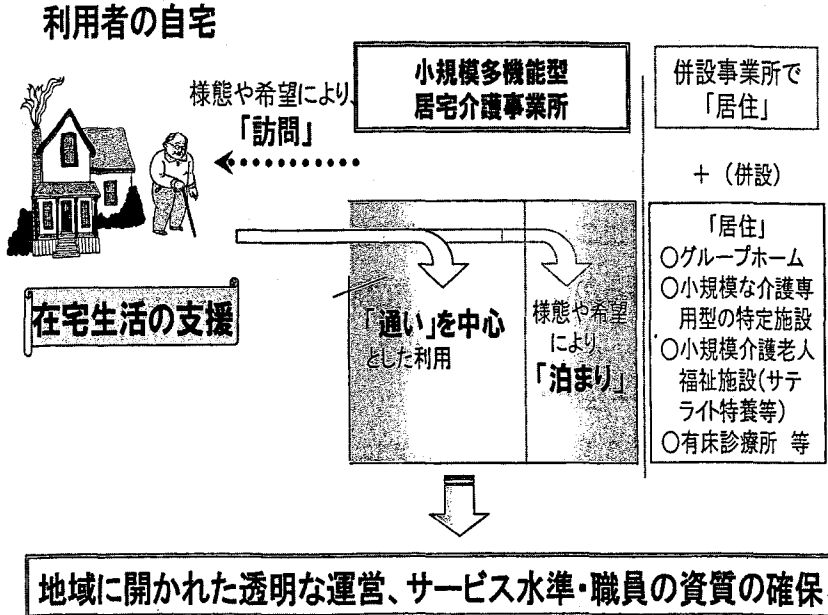 利用者の自宅
様態や希望により、
「訪問」
小規模多機能型
居宅介護事業所
併設事業所で
「居住」
+ (併設)
在宅生活の支援
「通い」を中心
とした利用
様態や希望
により、
「泊まり」
「居住」
○グループホーム
○小規模な介護専
用型の特定施設
○小規模介護老人
福祉施設(サテ
ライト特養等)
○有床診療所 等
地域に開かれた透明な運営、サービス水準・職員の資質の確保